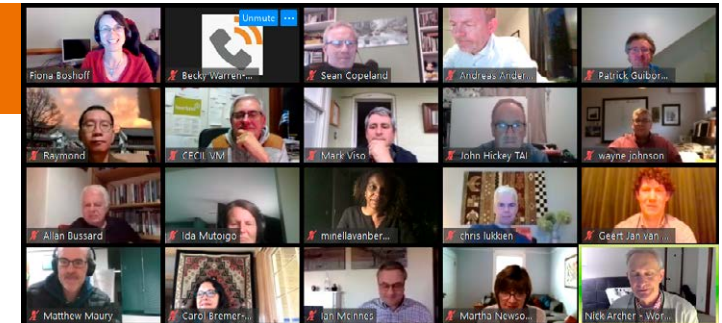 Unmute ...
Fiona Boshoff
Becky Warren-...
Sean Copeland
Andreas Ander...
Patrick Guibor...
Raymond
CECIL VM
Mark Viso
John Hickey TAI
wayne johnson
Allan Bussard
Ida Mutoigo
minellavanber...
chris lukkien
Geert Jan van ...
Matthew Maury
Carol Bremer-...
Ian McInnes
Martha Newso...
Nick Archer - Wor...